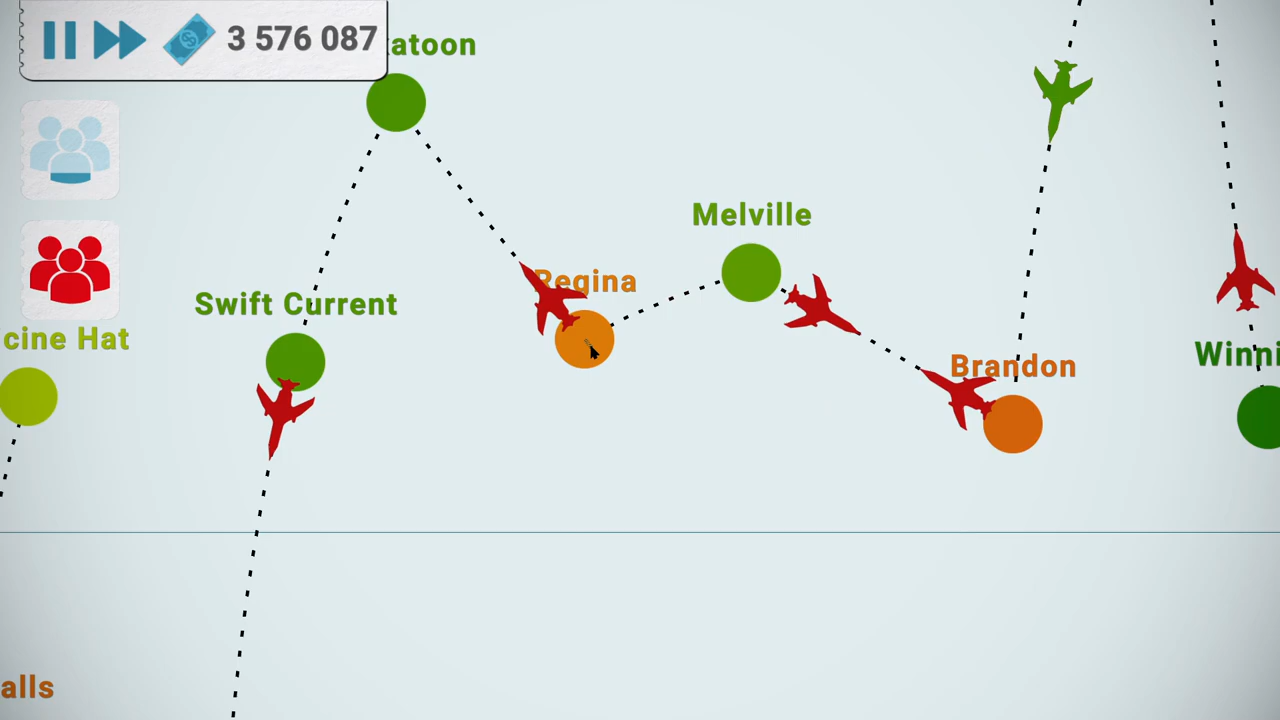 3 576 087
atoon
Melville
Regina
Swift Current
cine Hat
Brandon
Winni
alls